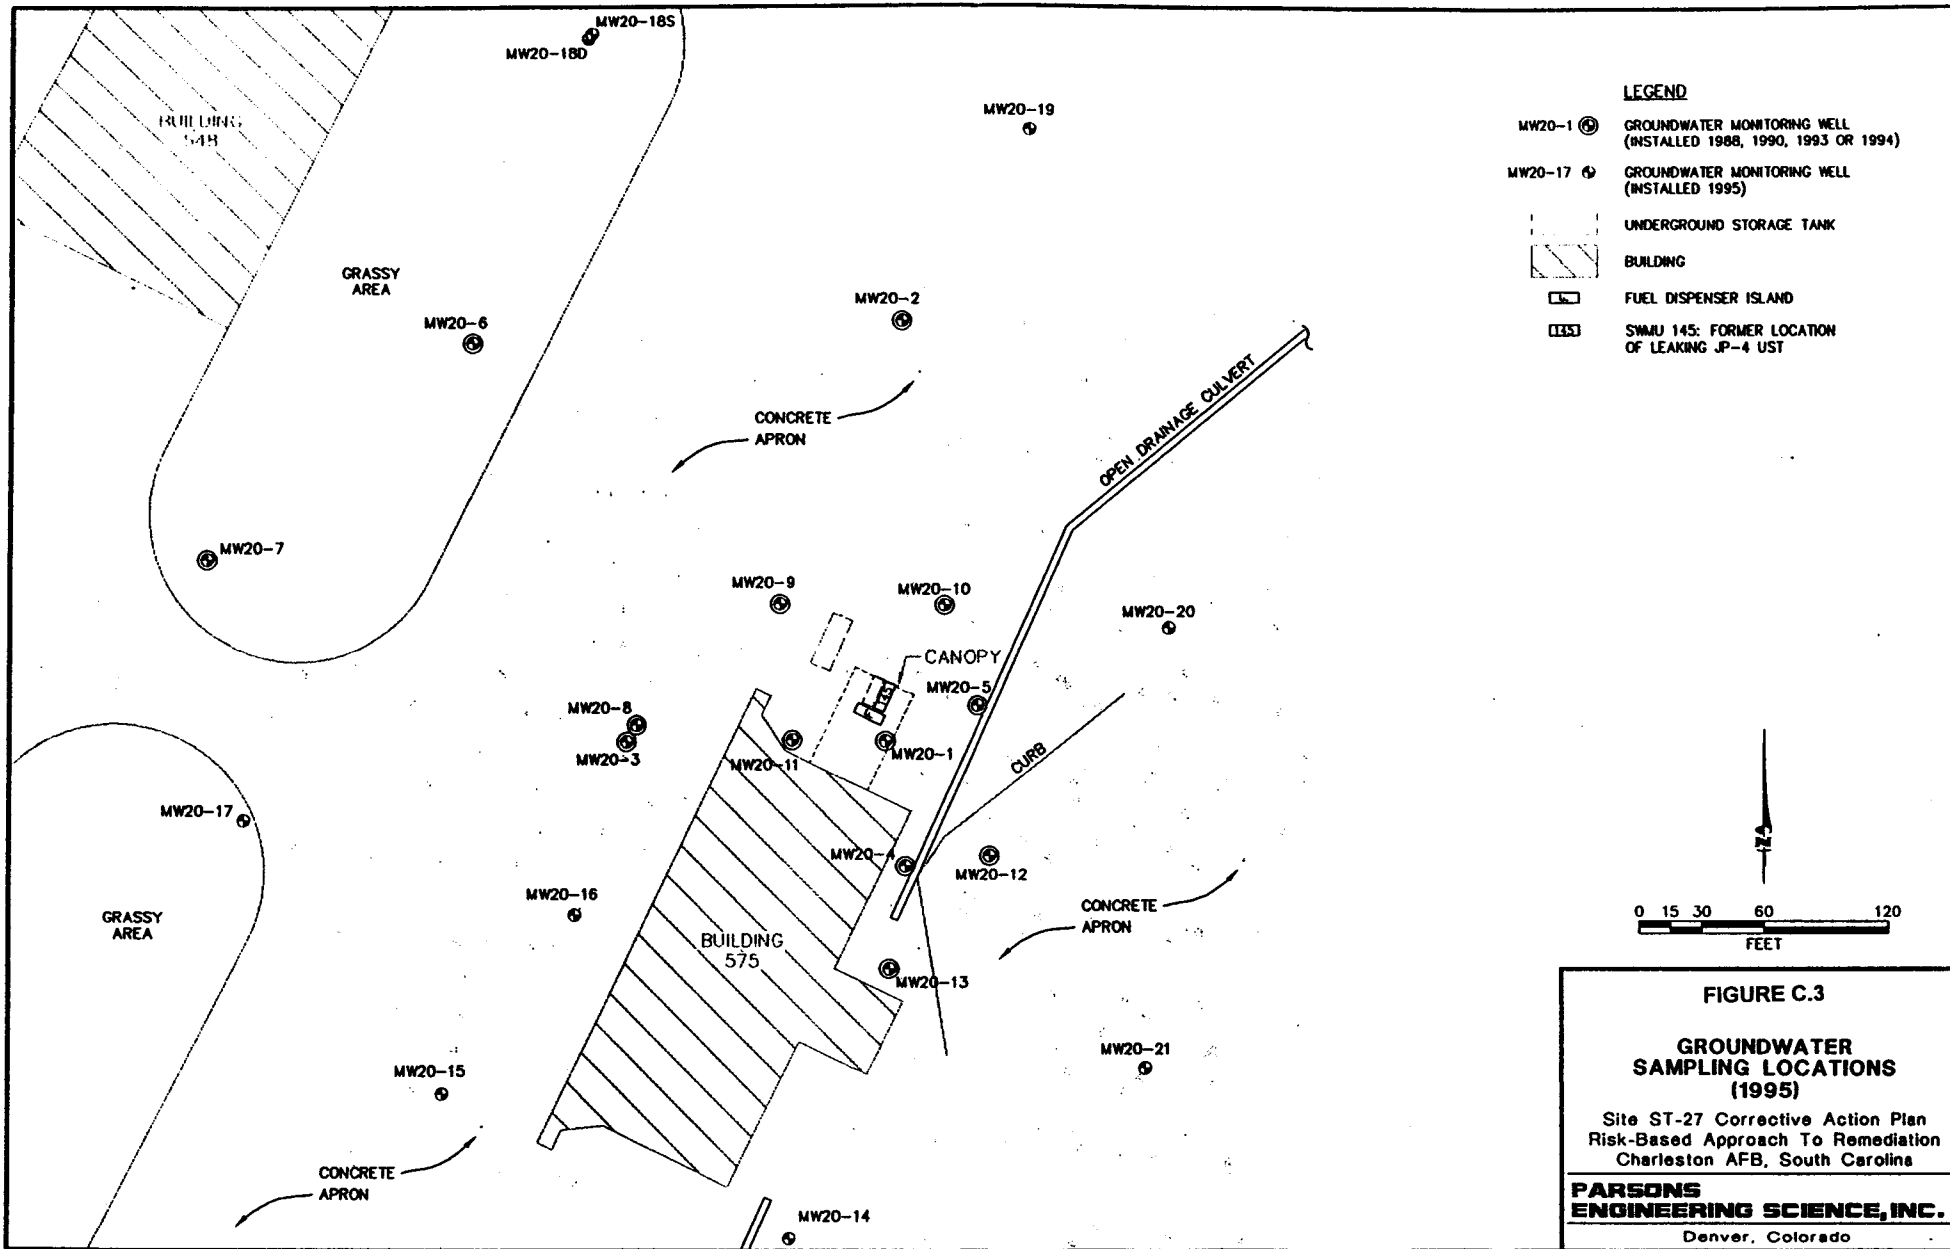 MW20-18S
MW20-18D
BUILDING
548
MW20-19
GRASSY
AREA
MW20-6
MW20-2
CONCRETE
APRON
OPEN DRAINAGE CULVERT
MW20-7
MW20-9
MW20-10
MW20-20
CANOPY
145
MW20-5
MW20-8
MW20-3
MW20-11
MW20-1
CURB
MW20-17
MW20-4
MW20-12
MW20-16
GRASSY
AREA
CONCRETE
APRON
BUILDING
575
MW20-13
MW20-21
MW20-15
CONCRETE
APRON
MW20-14
LEGEND
MW20-1 GROUNDWATER MONITORING WELL
(INSTALLED 1988, 1990, 1993 OR 1994)
MW20-17 GROUNDWATER MONITORING WELL
(INSTALLED 1995)
UNDERGROUND STORAGE TANK
BUILDING
FUEL DISPENSER ISLAND
145 SWMU 145: FORMER LOCATION
OF LEAKING JP-4 UST
0 15 30 60 120
FEET
FIGURE C.3
GROUNDWATER
SAMPLING LOCATIONS
(1995)
Site ST-27 Corrective Action Plan
Risk-Based Approach To Remediation
Charleston AFB, South Carolina
PARSONS
ENGINEERING SCIENCE, INC.
Denver, Colorado